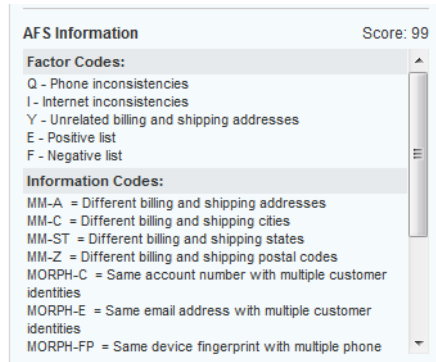 AFS Information Score: 99
Factor Codes:
Q - Phone inconsistencies
I - Internet inconsistencies
Y - Unrelated billing and shipping addresses
E - Positive list
F - Negative list
Information Codes:
MM-A = Different billing and shipping addresses
MM-C = Different billing and shipping cities
MM-ST = Different billing and shipping states
MM-Z = Different billing and shipping postal codes
MORPH-C = Same account number with multiple customer
identities
MORPH-E = Same email address with multiple customer
identities
MORPH-FP = Same device fingerprint with multiple phone